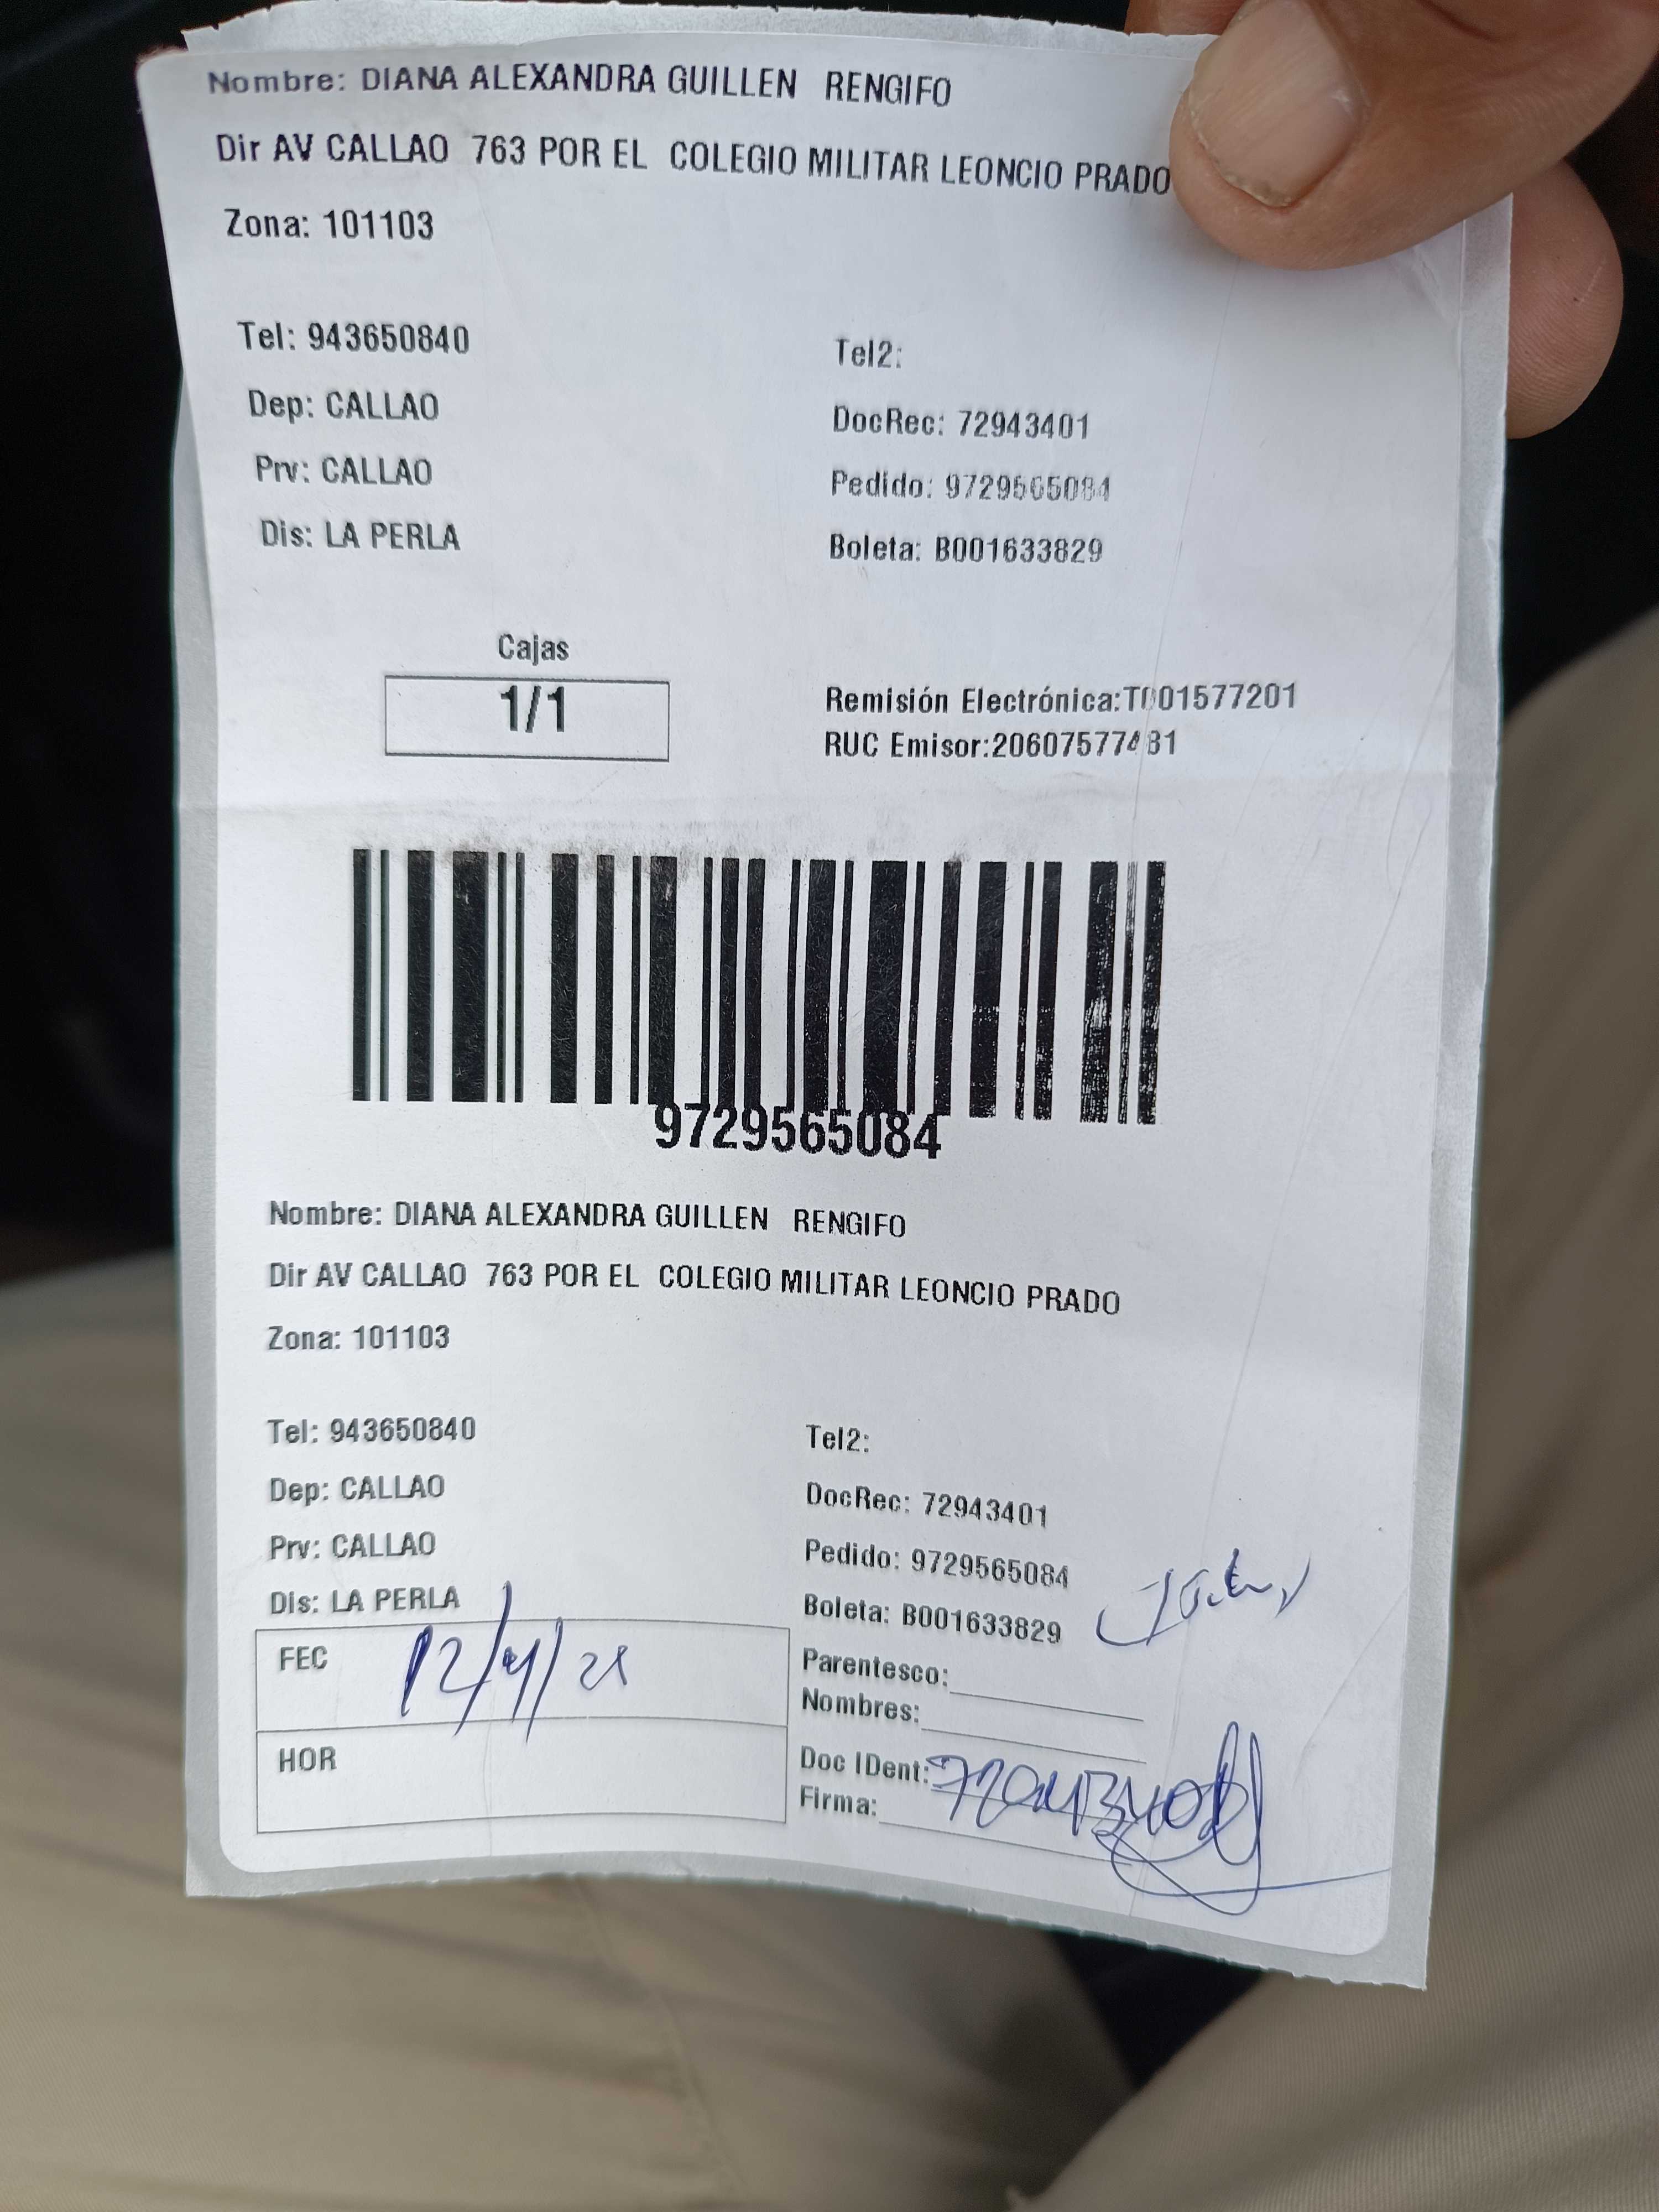 Nombre: DIANA ALEXANDRA GUILLEN RENGIFO
Dir AV CALLAO 763 POR EL COLEGIO MILITAR LEONCIO PRADO
Zona: 101103
Tel: 943650840
Tel2:
Dep: CALLAO
DocRec: 72943401
Prv: CALLAO
Pedido: 9729565084
Dis: LA PERLA
Boleta: B001633829
Cajas
1/1
Remisión Electrónica:T001577201
RUC Emisor:20607577481
9729565084
Nombre: DIANA ALEXANDRA GUILLEN RENGIFO
Dir AV CALLAO 763 POR EL COLEGIO MILITAR LEONCIO PRADO
Zona: 101103
Tel: 943650840
Tel2:
Dep: CALLAO
DocRec: 72943401
Prv: CALLAO
Pedido: 9729565084
Dis: LA PERLA
Boleta: B001633829
FEC
Parentesco:
Nombres:
HOR
Doc IDent: 72943401
Firma: